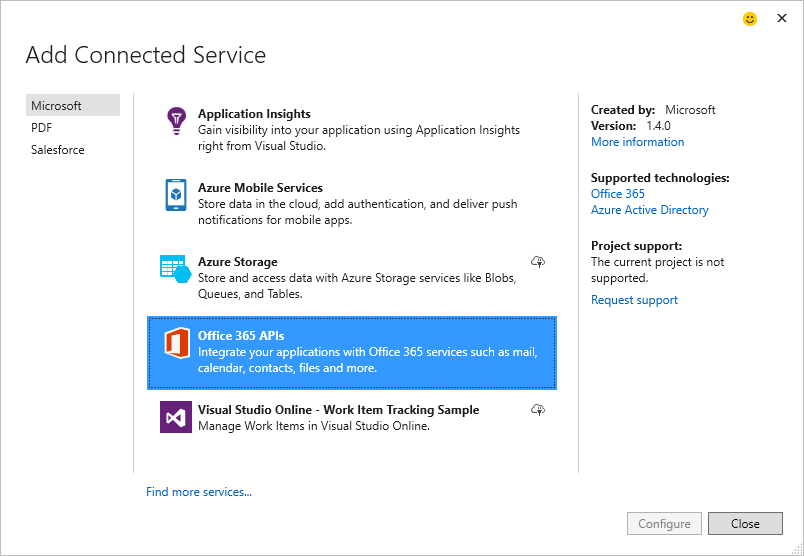 Add Connected Service
Microsoft
PDF
Salesforce
Application Insights
Gain visibility into your application using Application Insights
right from Visual Studio.
Azure Mobile Services
Store data in the cloud, add authentication, and deliver push
notifications for mobile apps.
Azure Storage
Store and access data with Azure Storage services like Blobs,
Queues, and Tables.
Office 365 APIs
Integrate your applications with Office 365 services such as mail,
calendar, contacts, files and more.
Visual Studio Online - Work Item Tracking Sample
Manage Work Items in Visual Studio Online.
Find more services...
Created by: Microsoft
Version: 1.4.0
More information
Supported technologies:
Office 365
Azure Active Directory
Project support:
The current project is not
supported.
Request support
Configure
Close